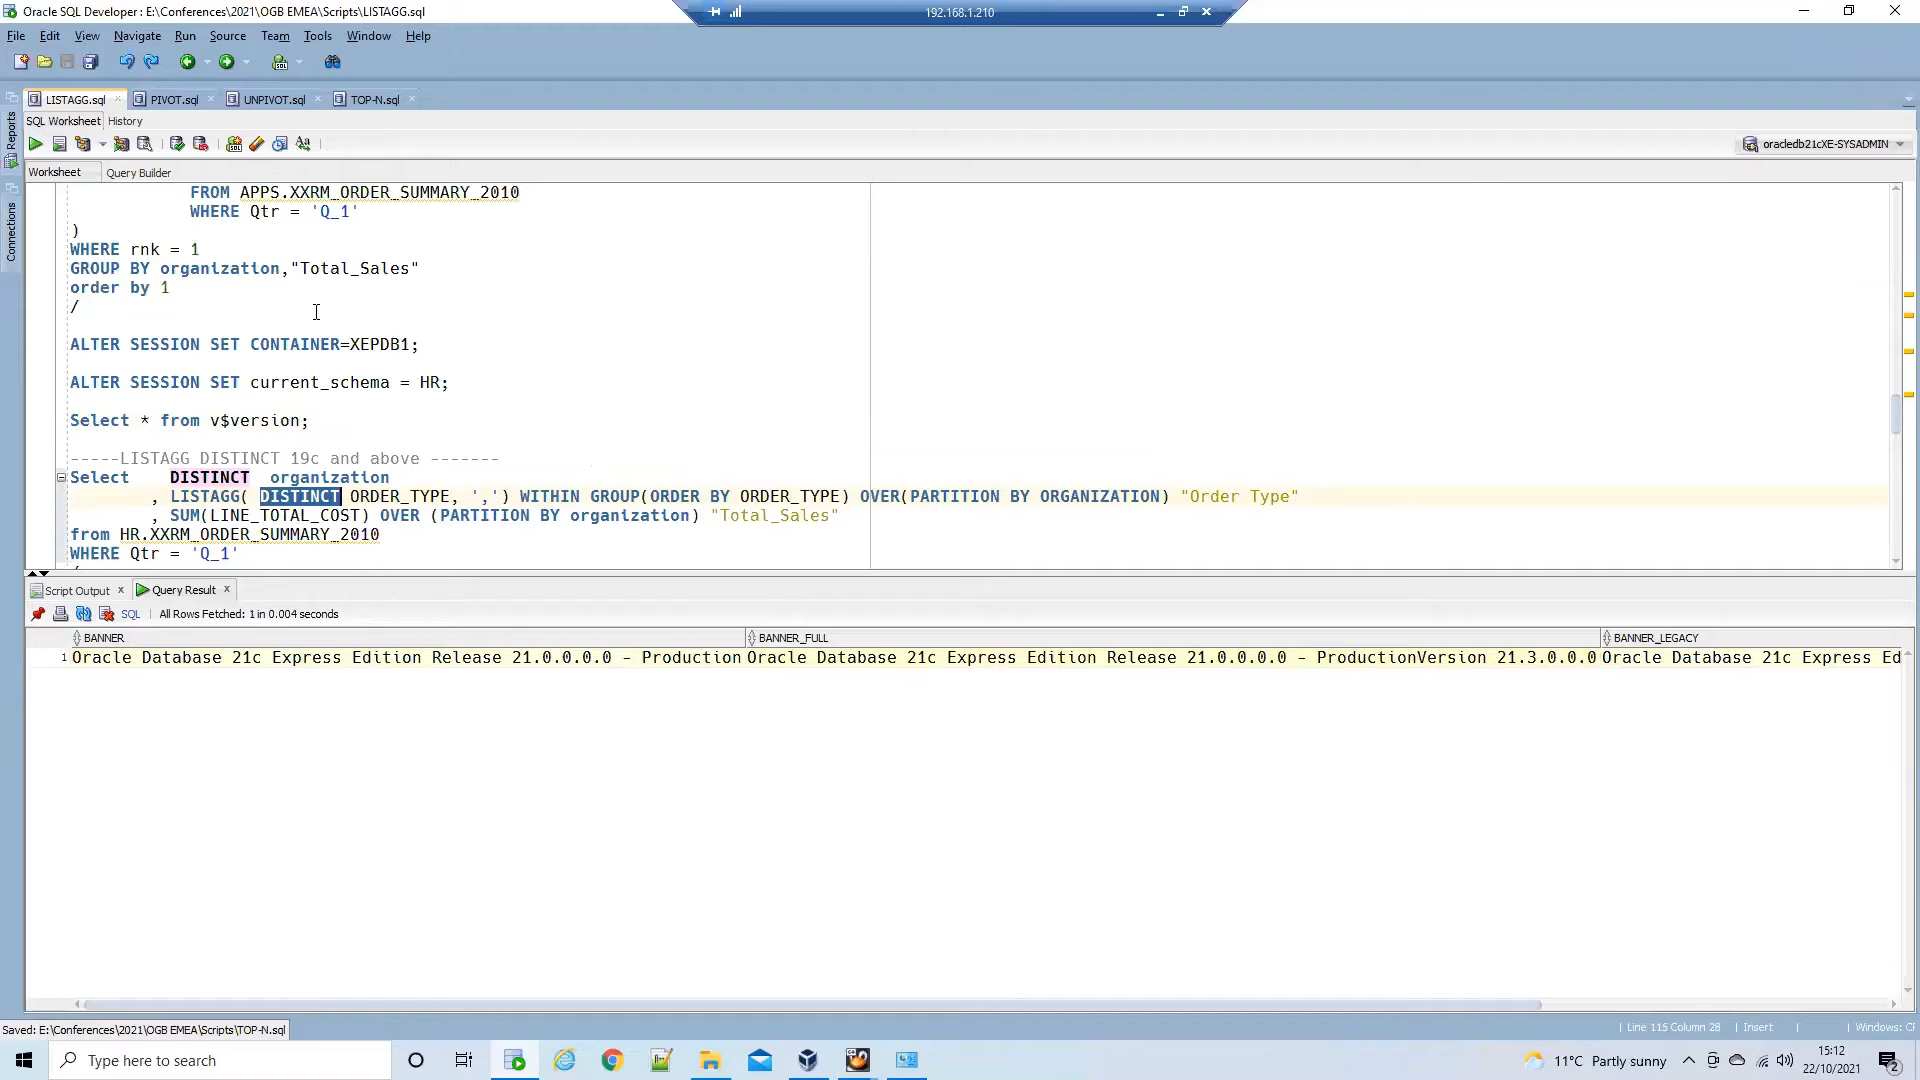 Oracle SQL Developer : E:\Conferences\2021\OGB EMEA\Scripts\LISTAGG.sql
192.168.1.210
File Edit View Navigate Run Source Team Tools Window Help
LISTAGG.sql PIVOT.sql UNPIVOT.sql TOP-N.sql
SQL Worksheet History
oracledb21cXE-SYSADMIN
Worksheet Query Builder
Reports
Connections
FROM APPS.XXRM_ORDER_SUMMARY_2010
WHERE Qtr = 'Q_1'
)
WHERE rnk = 1
GROUP BY organization,"Total_Sales"
order by 1
/
ALTER SESSION SET CONTAINER=XEPDB1;
ALTER SESSION SET current_schema = HR;
Select * from v$version;
-----LISTAGG DISTINCT 19c and above -------
Select DISTINCT organization
, LISTAGG( DISTINCT ORDER_TYPE, ',') WITHIN GROUP(ORDER BY ORDER_TYPE) OVER(PARTITION BY ORGANIZATION) "Order Type"
, SUM(LINE_TOTAL_COST) OVER (PARTITION BY organization) "Total_Sales"
from HR.XXRM_ORDER_SUMMARY_2010
WHERE Qtr = 'Q_1'
Script Output Query Result
SQL All Rows Fetched: 1 in 0.004 seconds
BANNER BANNER_FULL BANNER_LEGACY
1 Oracle Database 21c Express Edition Release 21.0.0.0.0 - Production Oracle Database 21c Express Edition Release 21.0.0.0.0 - ProductionVersion 21.3.0.0.0 Oracle Database 21c Express Ed
Saved: E:\Conferences\2021\OGB EMEA\Scripts\TOP-N.sql
Line 115 Column 28 Insert Windows: C
Type here to search
11°C Partly sunny
15:12
22/10/2021
2